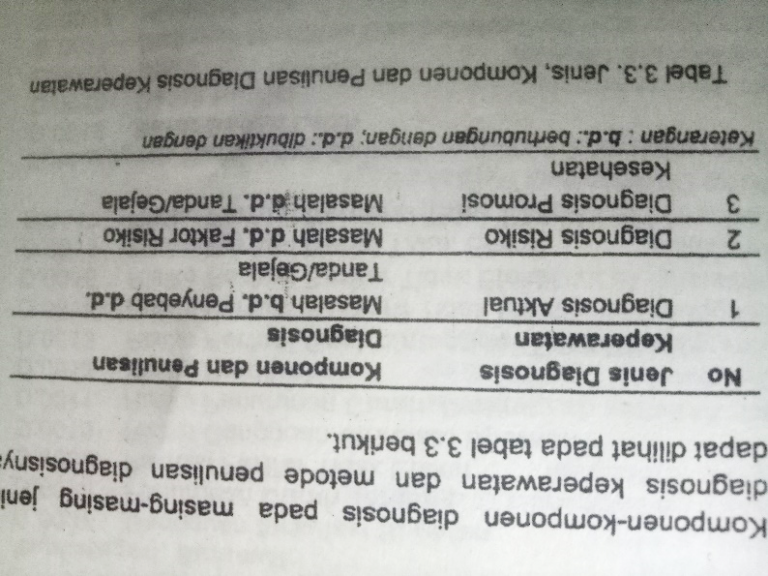 Komponen-komponen diagnosis pada masing-masing jeni
diagnosis keperawatan dan metode penulisan diagnosisnya
dapat dilihat pada tabel 3.3 berikut.
No Jenis Diagnosis Komponen dan Penulisan
Keperawatan Diagnosis
1 Diagnosis Aktual Masalah b.d. Penyebab d.d.
Tanda/Gejala
2 Diagnosis Risiko Masalah d.d. Faktor Risiko
3 Diagnosis Promosi Masalah d.d. Tanda/Gejala
Kesehatan
Keterangan : b.d.: berhubungan dengan; d.d.: dibuktikan dengan
Tabel 3.3. Jenis, Komponen dan Penulisan Diagnosis Keperawatan